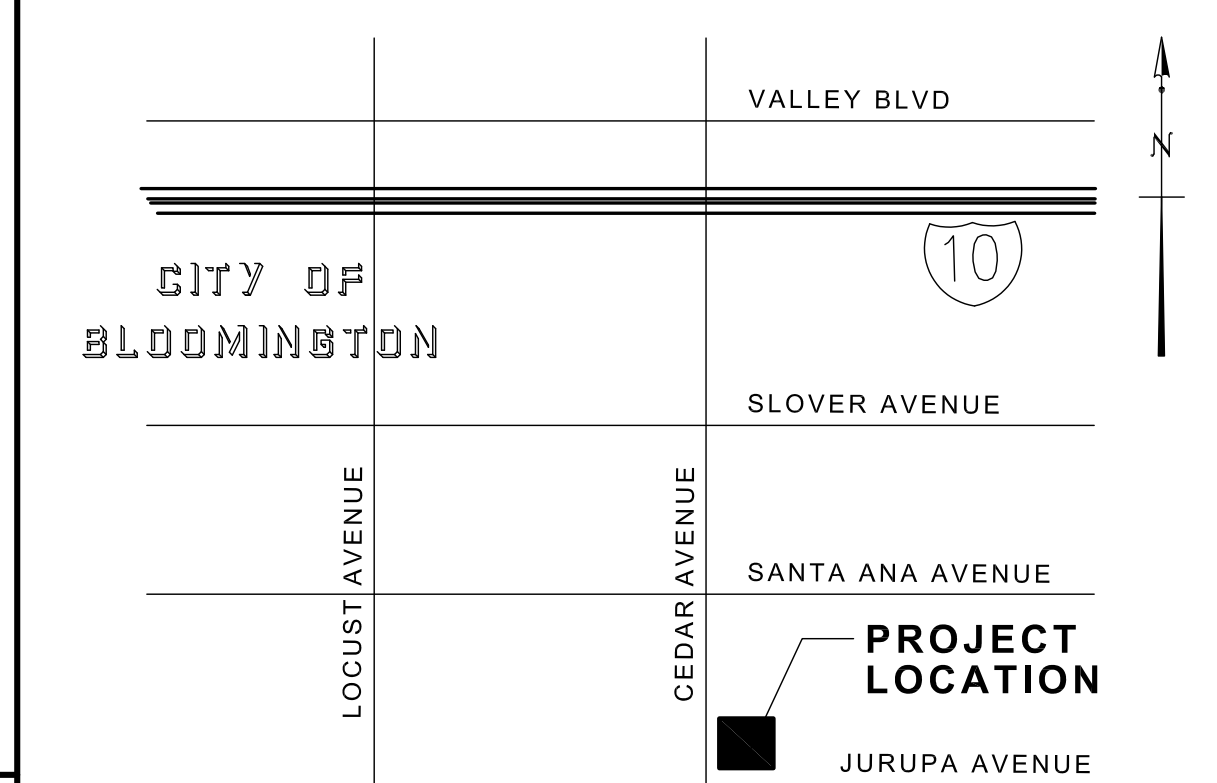 VALLEY BLVD
N
10
CITY OF
BLOOMINGTON
SLOVER AVENUE
LOCUST AVENUE
CEDAR AVENUE
SANTA ANA AVENUE
PROJECT
LOCATION
JURUPA AVENUE